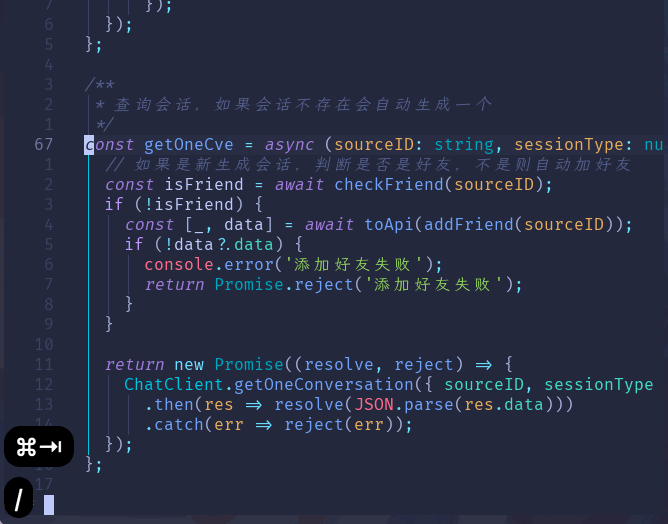 7 });
6 });
5 };
4
3 /**
2 * 查询会话，如果会话不存在会自动生成一个
1 */
67 const getOneCve = async (sourceID: string, sessionType: nu
1 // 如果是新生成会话，判断是否是好友，不是则自动加好友
2 const isFriend = await checkFriend(sourceID);
3 if (!isFriend) {
4 const [_, data] = await toApi(addFriend(sourceID));
5 if (!data?.data) {
6 console.error('添加好友失败');
7 return Promise.reject('添加好友失败');
8 }
9 }
10
11 return new Promise((resolve, reject) => {
12 ChatClient.getOneConversation({ sourceID, sessionType
13 .then(res => resolve(JSON.parse(res.data)))
.catch(err => reject(err));
});
};
17
⌘⇥
/